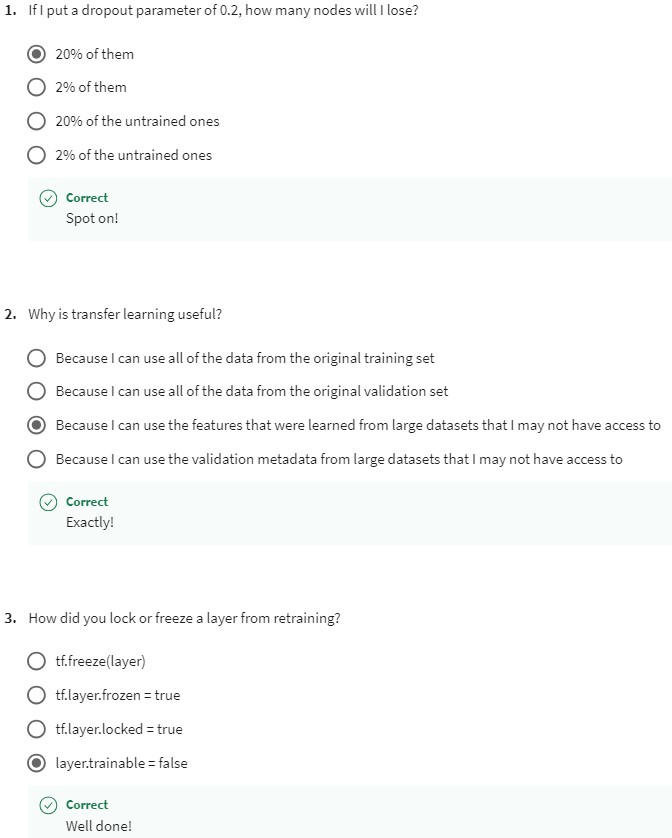 1. If I put a dropout parameter of 0.2, how many nodes will I lose?
20% of them
2% of them
20% of the untrained ones
2% of the untrained ones
Correct
Spot on!
2. Why is transfer learning useful?
Because I can use all of the data from the original training set
Because I can use all of the data from the original validation set
Because I can use the features that were learned from large datasets that I may not have access to
Because I can use the validation metadata from large datasets that I may not have access to
Correct
Exactly!
3. How did you lock or freeze a layer from retraining?
tf.freeze(layer)
tf.layer.frozen = true
tf.layer.locked = true
layer.trainable = false
Correct
Well done!